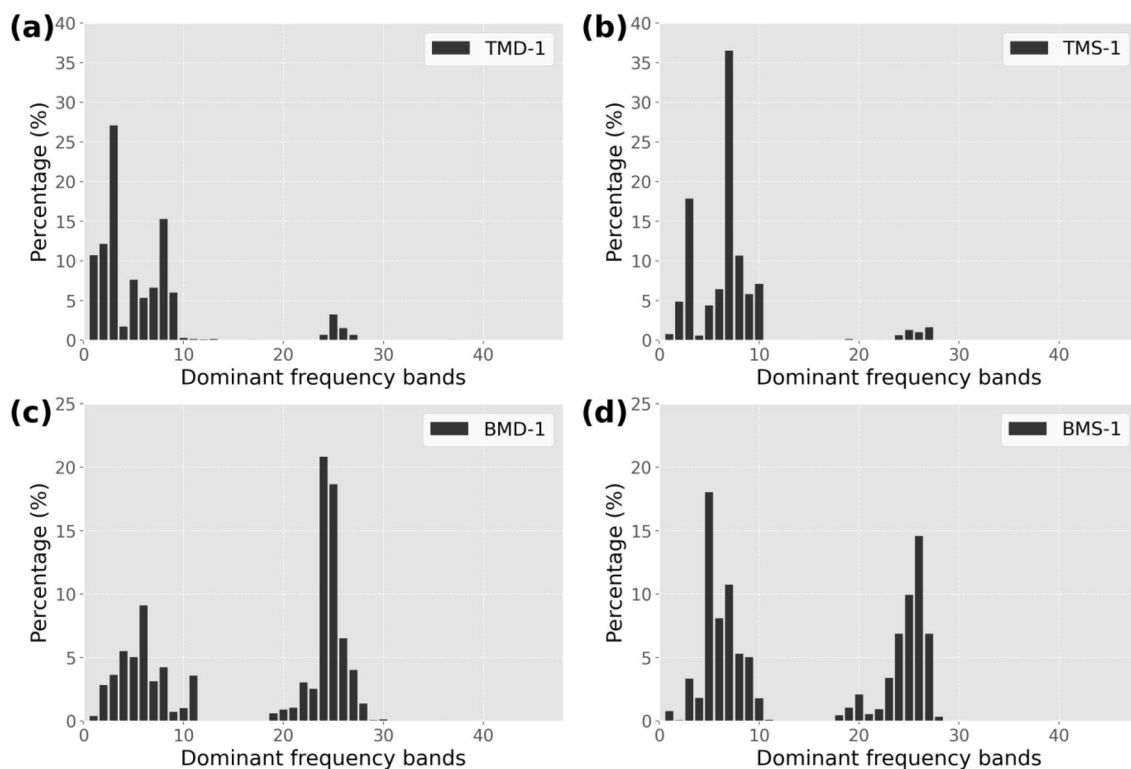 (a)
TMD-1
Percentage (%)
40
35
30
25
20
15
10
5
0
0 10 20 30 40
Dominant frequency bands
(b)
TMS-1
Percentage (%)
40
35
30
25
20
15
10
5
0
0 10 20 30 40
Dominant frequency bands
(c)
BMD-1
Percentage (%)
25
20
15
10
5
0
0 10 20 30 40
Dominant frequency bands
(d)
BMS-1
Percentage (%)
25
20
15
10
5
0
0 10 20 30 40
Dominant frequency bands